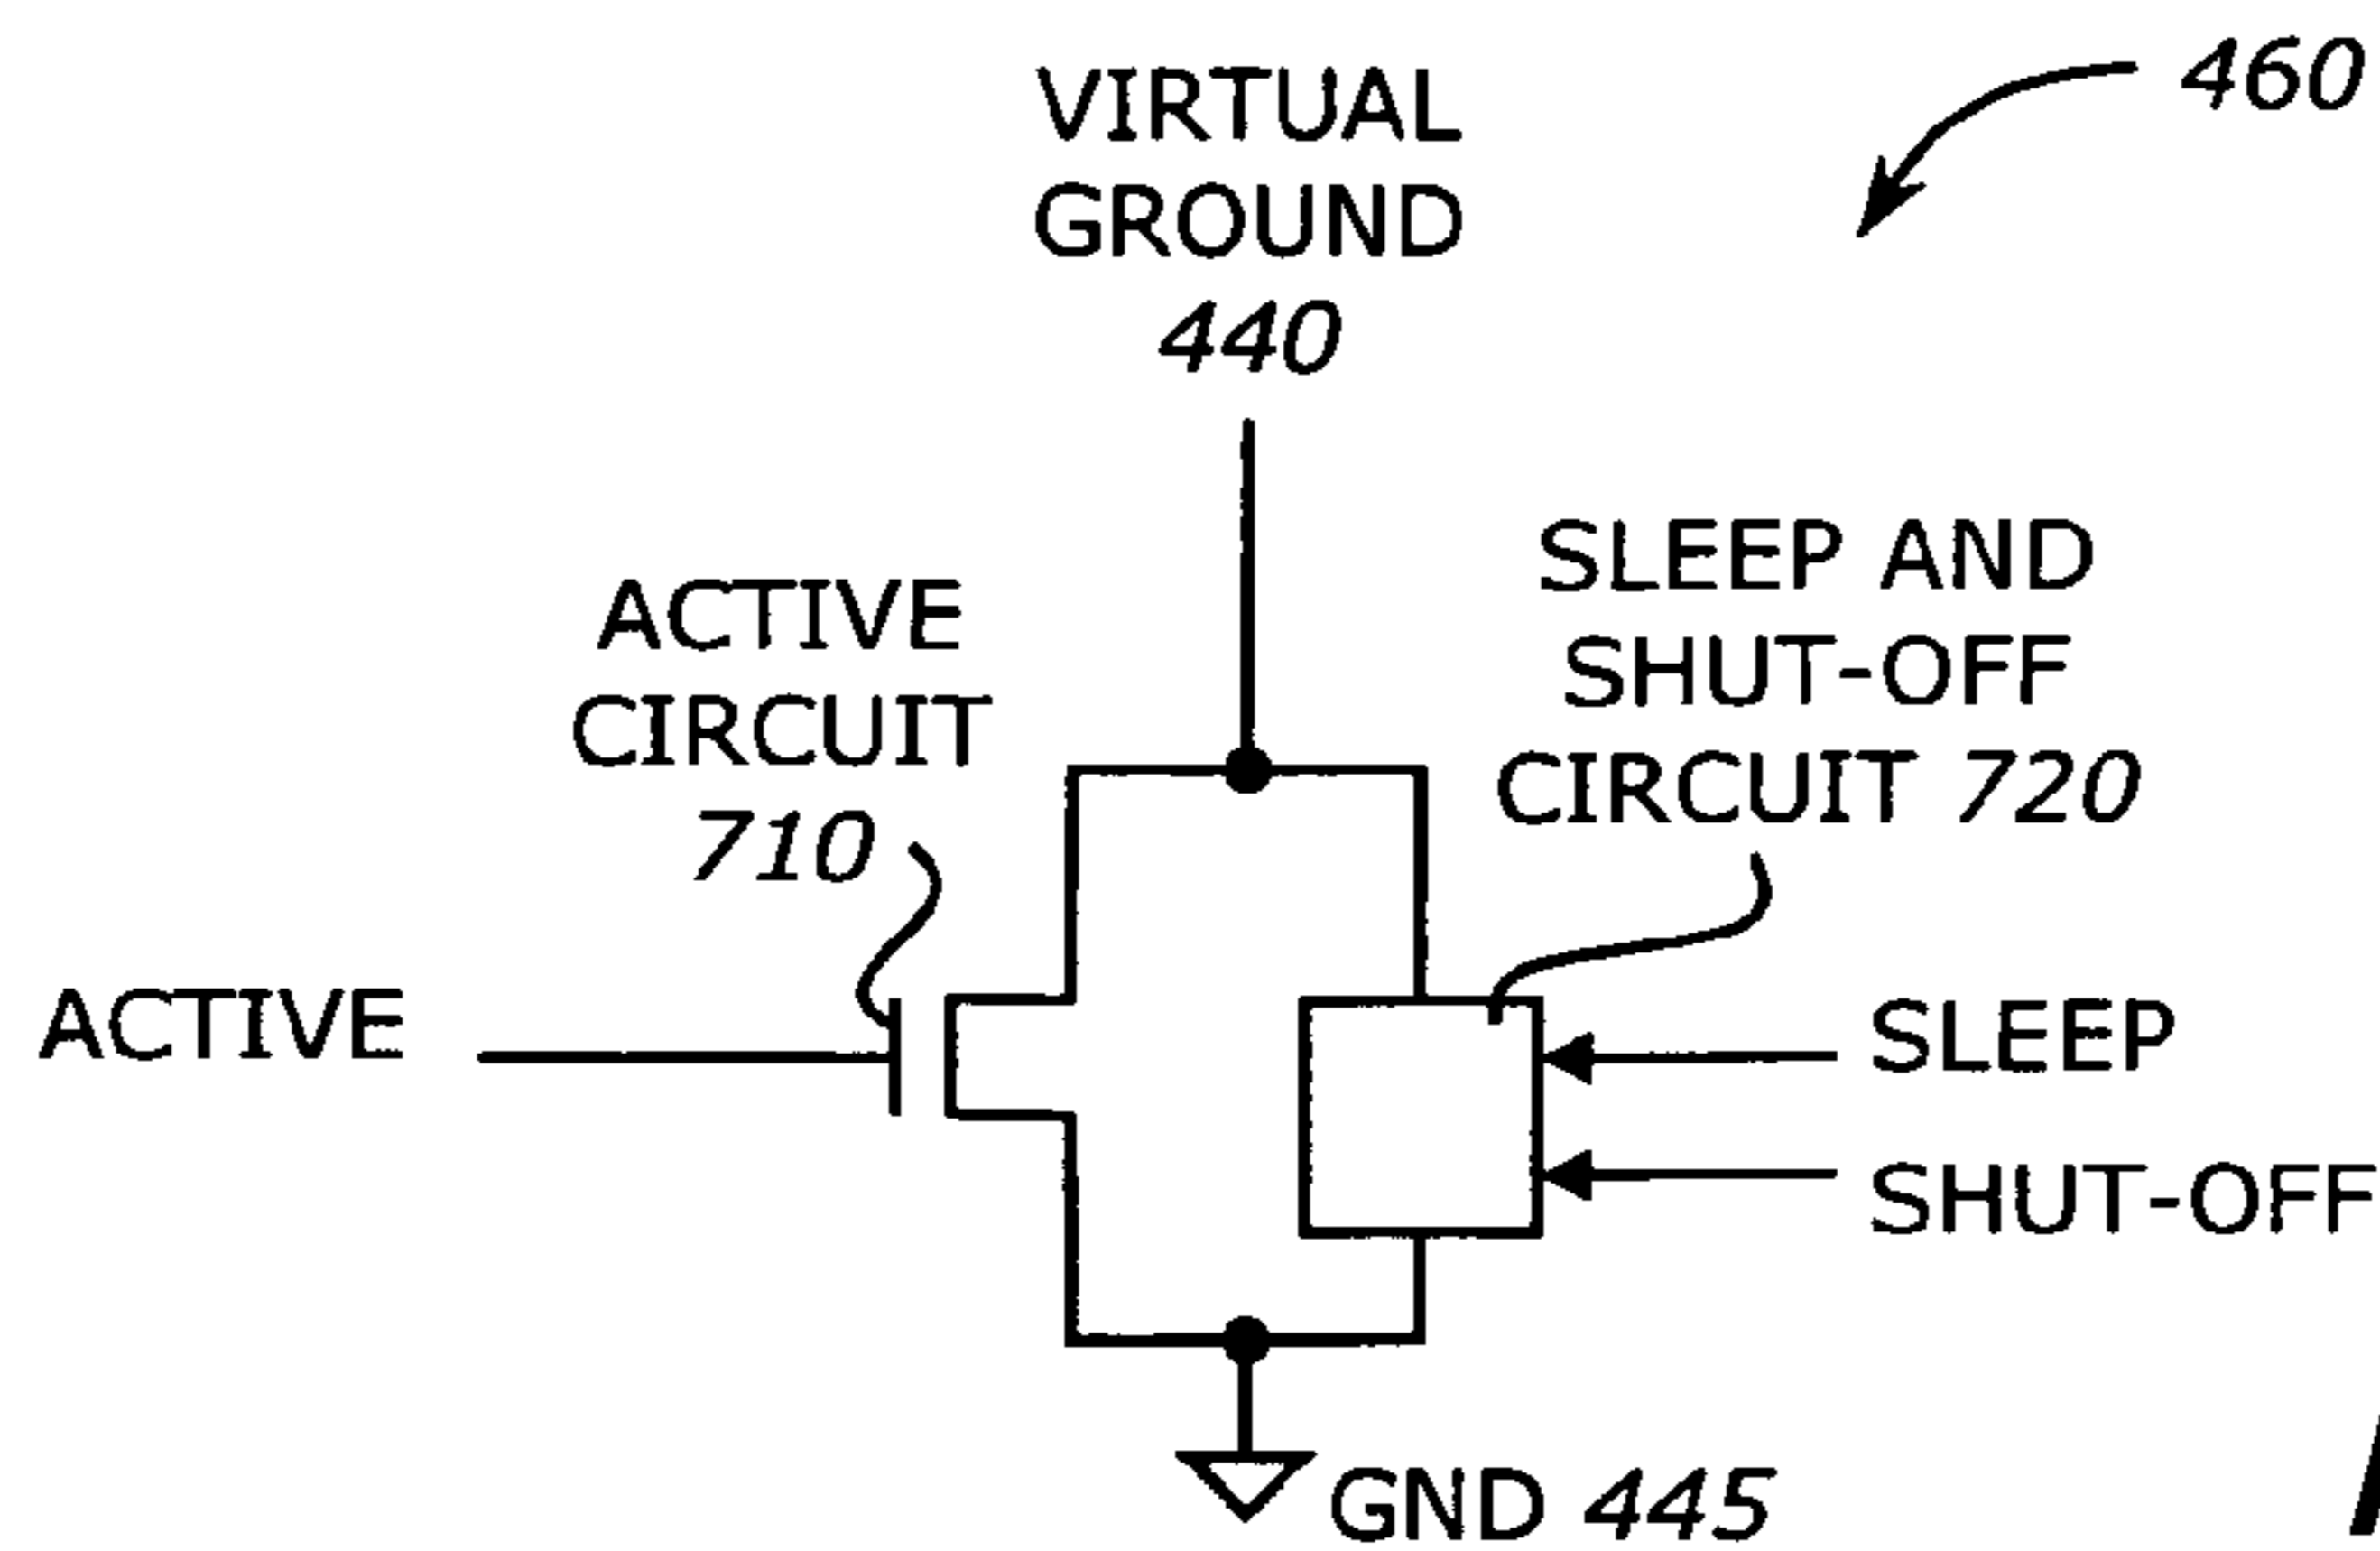 VIRTUAL
GROUND
440
460
ACTIVE
CIRCUIT
710
SLEEP AND
SHUT-OFF
CIRCUIT 720
ACTIVE
SLEEP
SHUT-OFF
GND 445